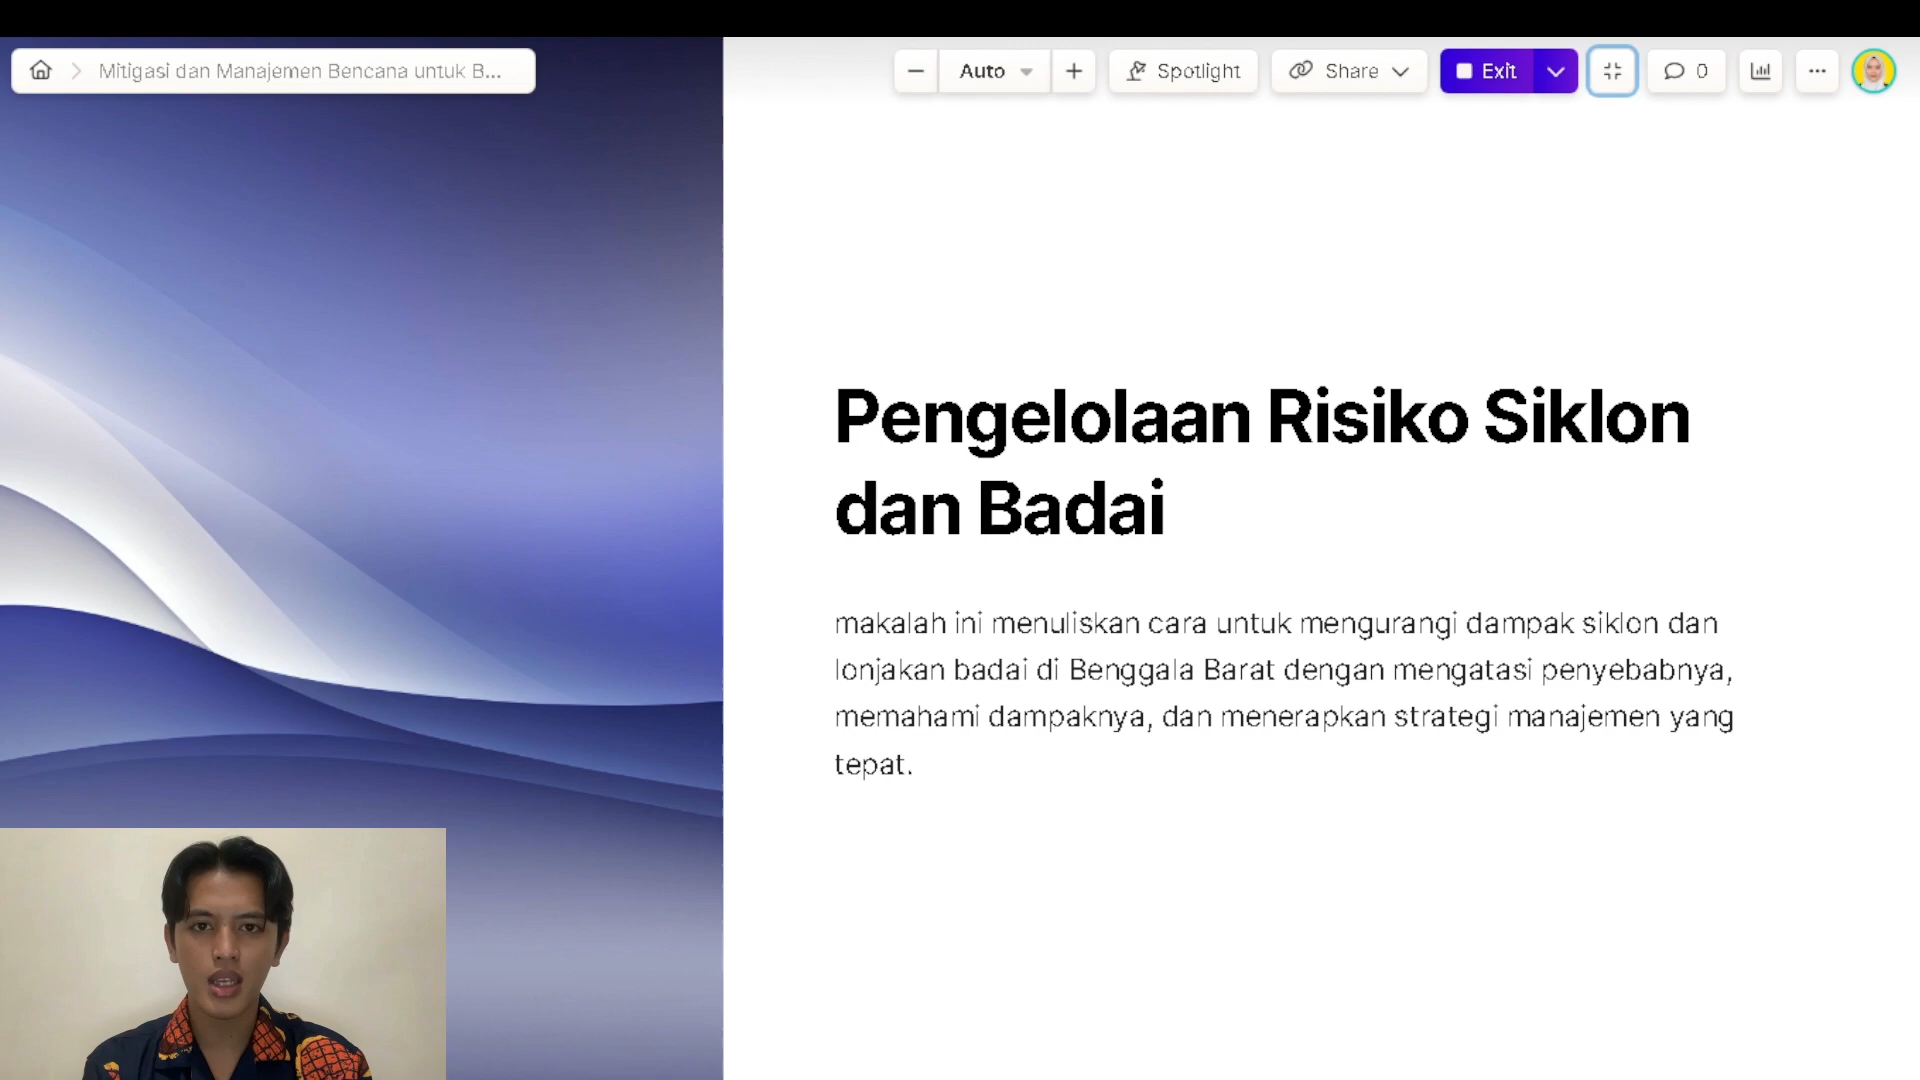 Mitigasi dan Manajemen Bencana untuk B...
Auto
Spotlight
Share
Exit
0
Pengelolaan Risiko Siklon
dan Badai
makalah ini menuliskan cara untuk mengurangi dampak siklon dan
lonjakan badai di Benggala Barat dengan mengatasi penyebabnya,
memahami dampaknya, dan menerapkan strategi manajemen yang
tepat.